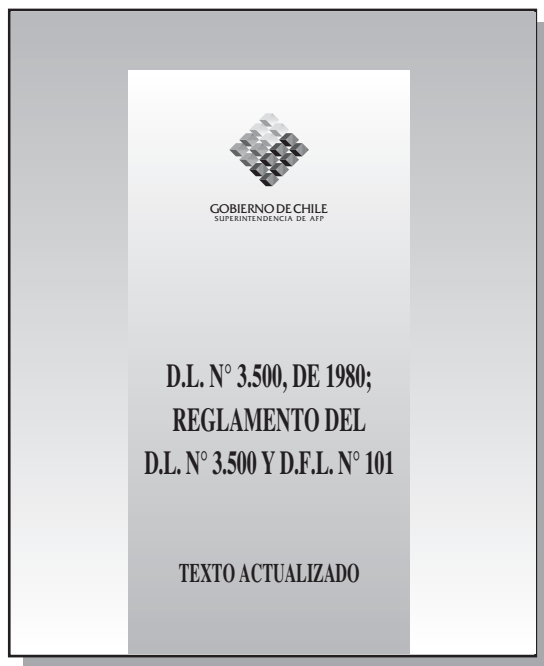 GOBIERNO DE CHILE
SUPERINTENDENCIA DE AFP
D.L. N° 3.500, DE 1980;
REGLAMENTO DEL
D.L. N° 3.500 Y D.F.L. N° 101
TEXTO ACTUALIZADO